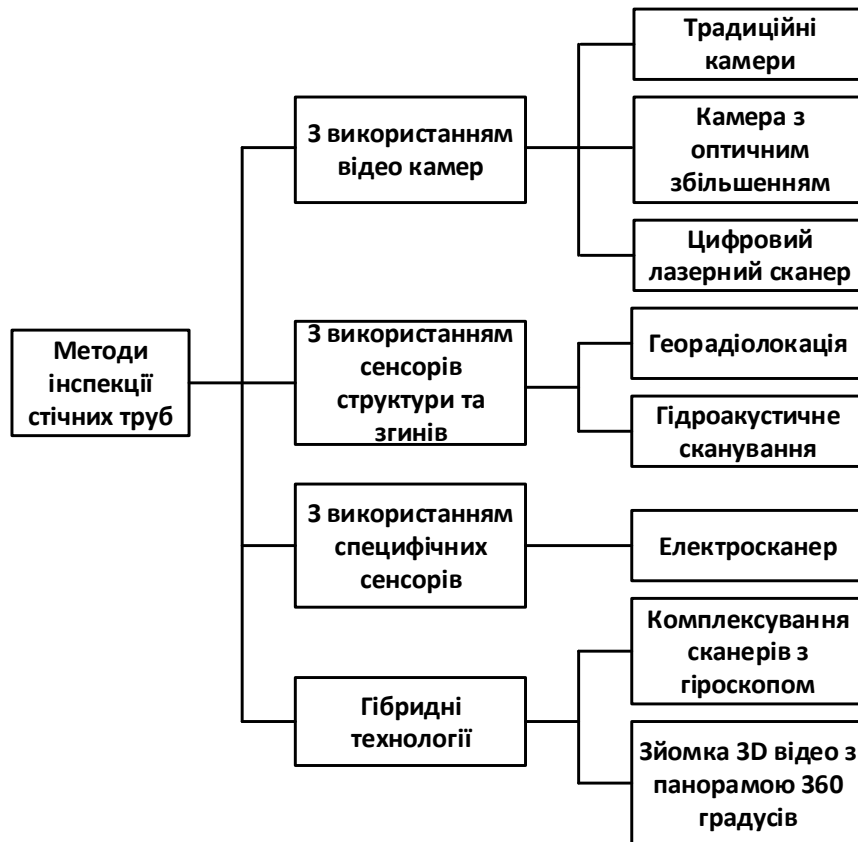 Методи
інспекції
стічних труб
З використанням
відео камер
Традиційні
камери
Камера з
оптичним
збільшенням
Цифровий
лазерний сканер
З використанням
сенсорів
структури та
згинів
Георадіолокація
Гідроакустичне
сканування
З використанням
специфічних
сенсорів
Електросканер
Гібридні
технології
Комплексування
сканерів з
гіроскопом
Зйомка 3D відео з
панорамою 360
градусів